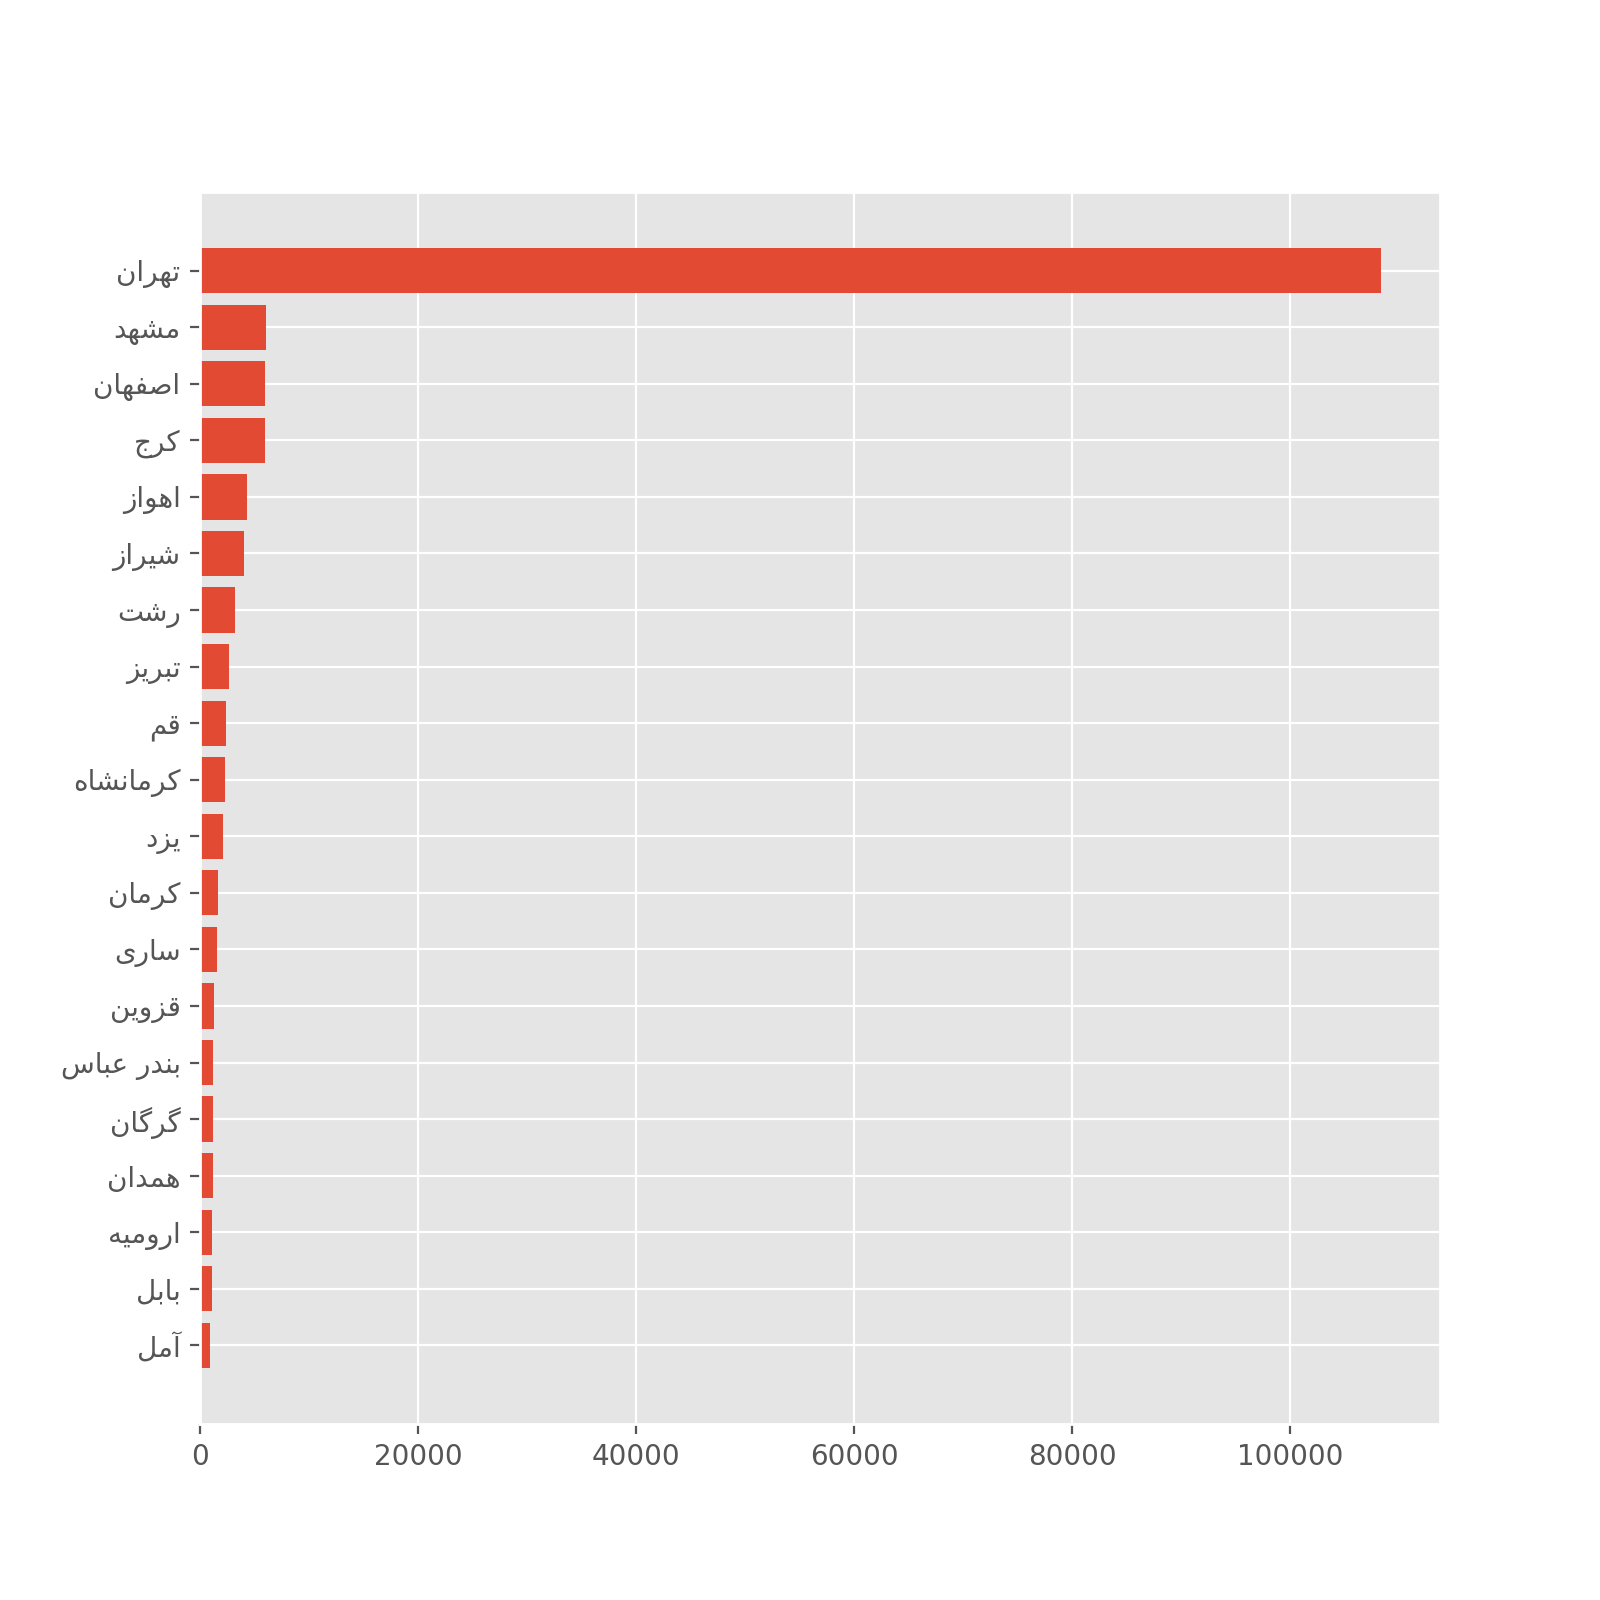 تهران
مشهد
اصفهان
کرج
اهواز
شیراز
رشت
تبریز
قم
کرمانشاه
یزد
کرمان
ساری
قزوین
بندر عباس
گرگان
همدان
ارومیه
بابل
آمل
0 20000 40000 60000 80000 100000